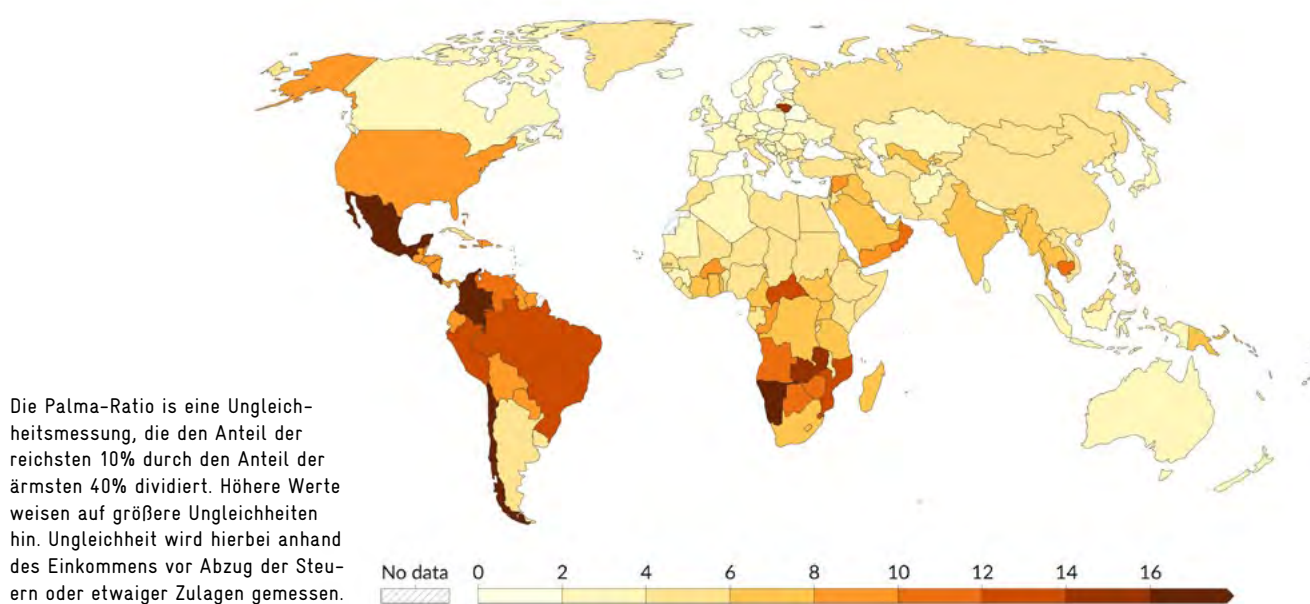 Die Palma-Ratio is eine Ungleich-
heitsmessung, die den Anteil der
reichsten 10% durch den Anteil der
ärmsten 40% dividiert. Höhere Werte
weisen auf größere Ungleichheiten
hin. Ungleichheit wird hierbei anhand
des Einkommens vor Abzug der Steu-
ern oder etwaiger Zulagen gemessen.
No data 0 2 4 6 8 10 12 14 16